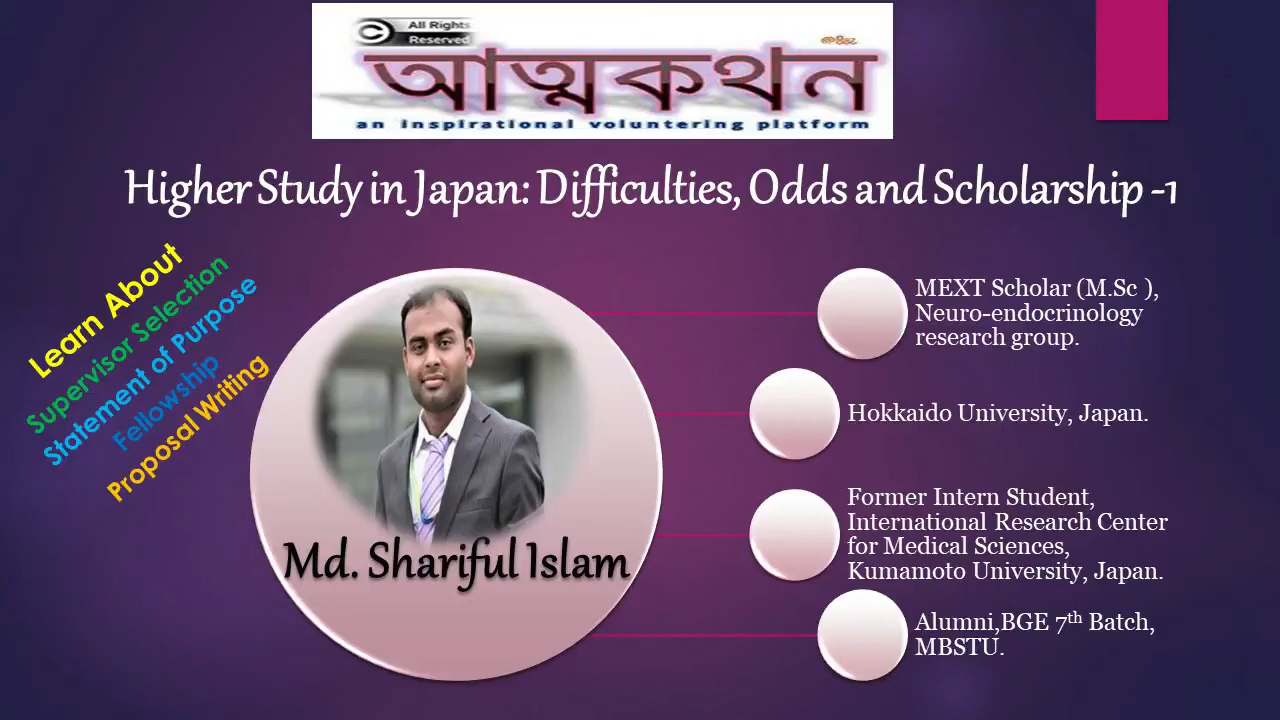 © All Rights
Reserved
আত্মকথন
an inspirational voluntering platform
Higher Study in Japan: Difficulties, Odds and Scholarship -1
Learn About
Supervisor Selection
Statement of Purpose
Fellowship
Proposal Writing
Md. Shariful Islam
MEXT Scholar (M.Sc ),
Neuro-endocrinology
research group.
Hokkaido University, Japan.
Former Intern Student,
International Research Center
for Medical Sciences,
Kumamoto University, Japan.
Alumni,BGE 7th Batch,
MBSTU.